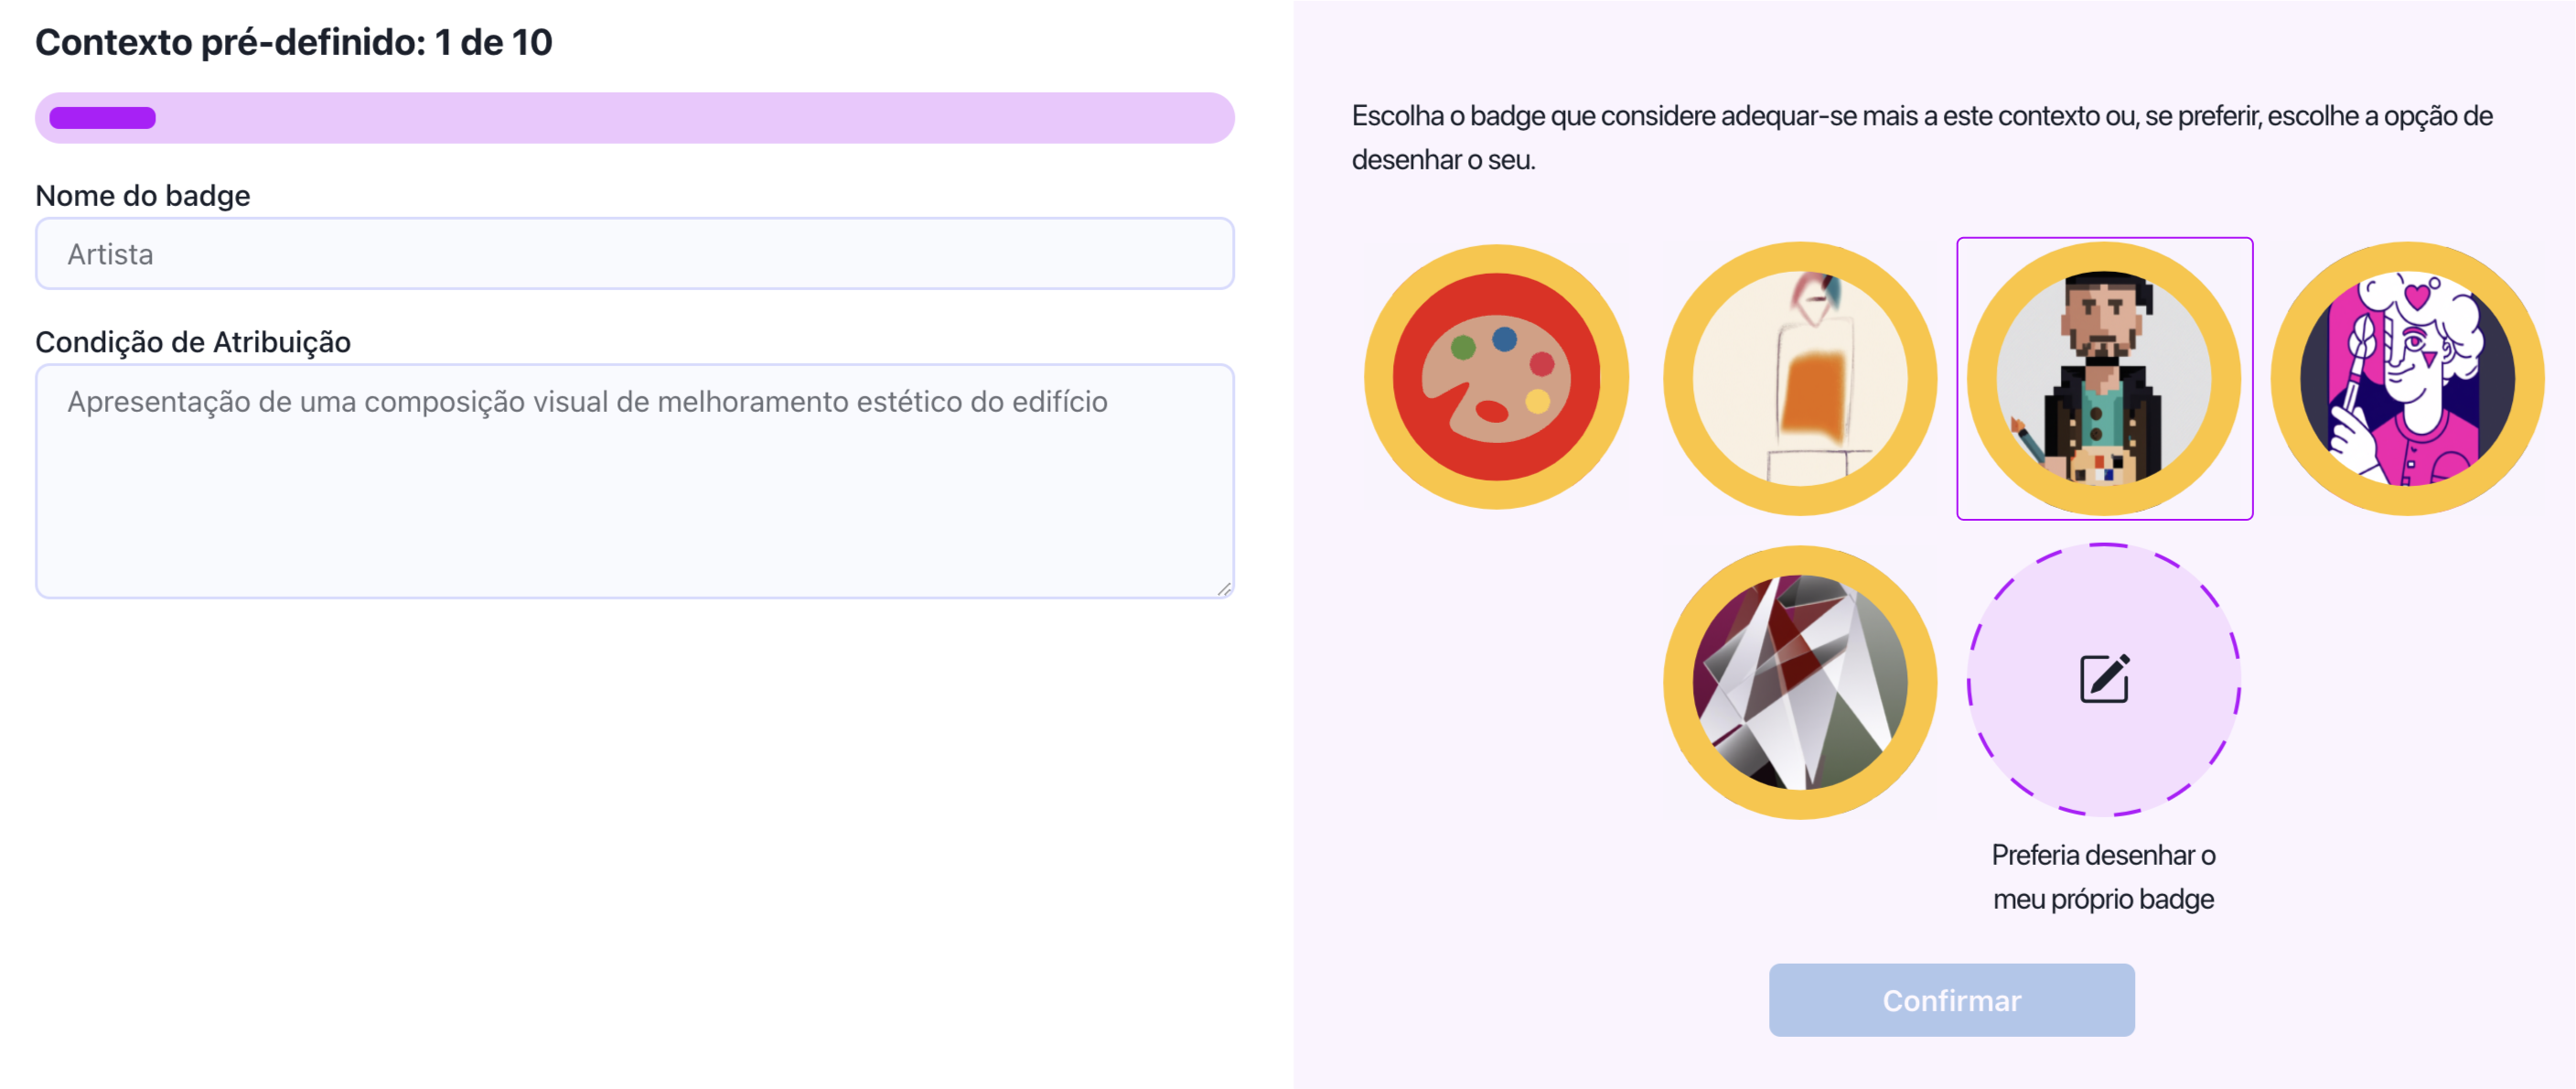 Contexto pré-definido: 1 de 10
Nome do badge
Artista
Condição de Atribuição
Apresentação de uma composição visual de melhoramento estético do edifício
Escolha o badge que considere adequar-se mais a este contexto ou, se preferir, escolhe a opção de
desenhar o seu.
Preferia desenhar o
meu próprio badge
Confirmar